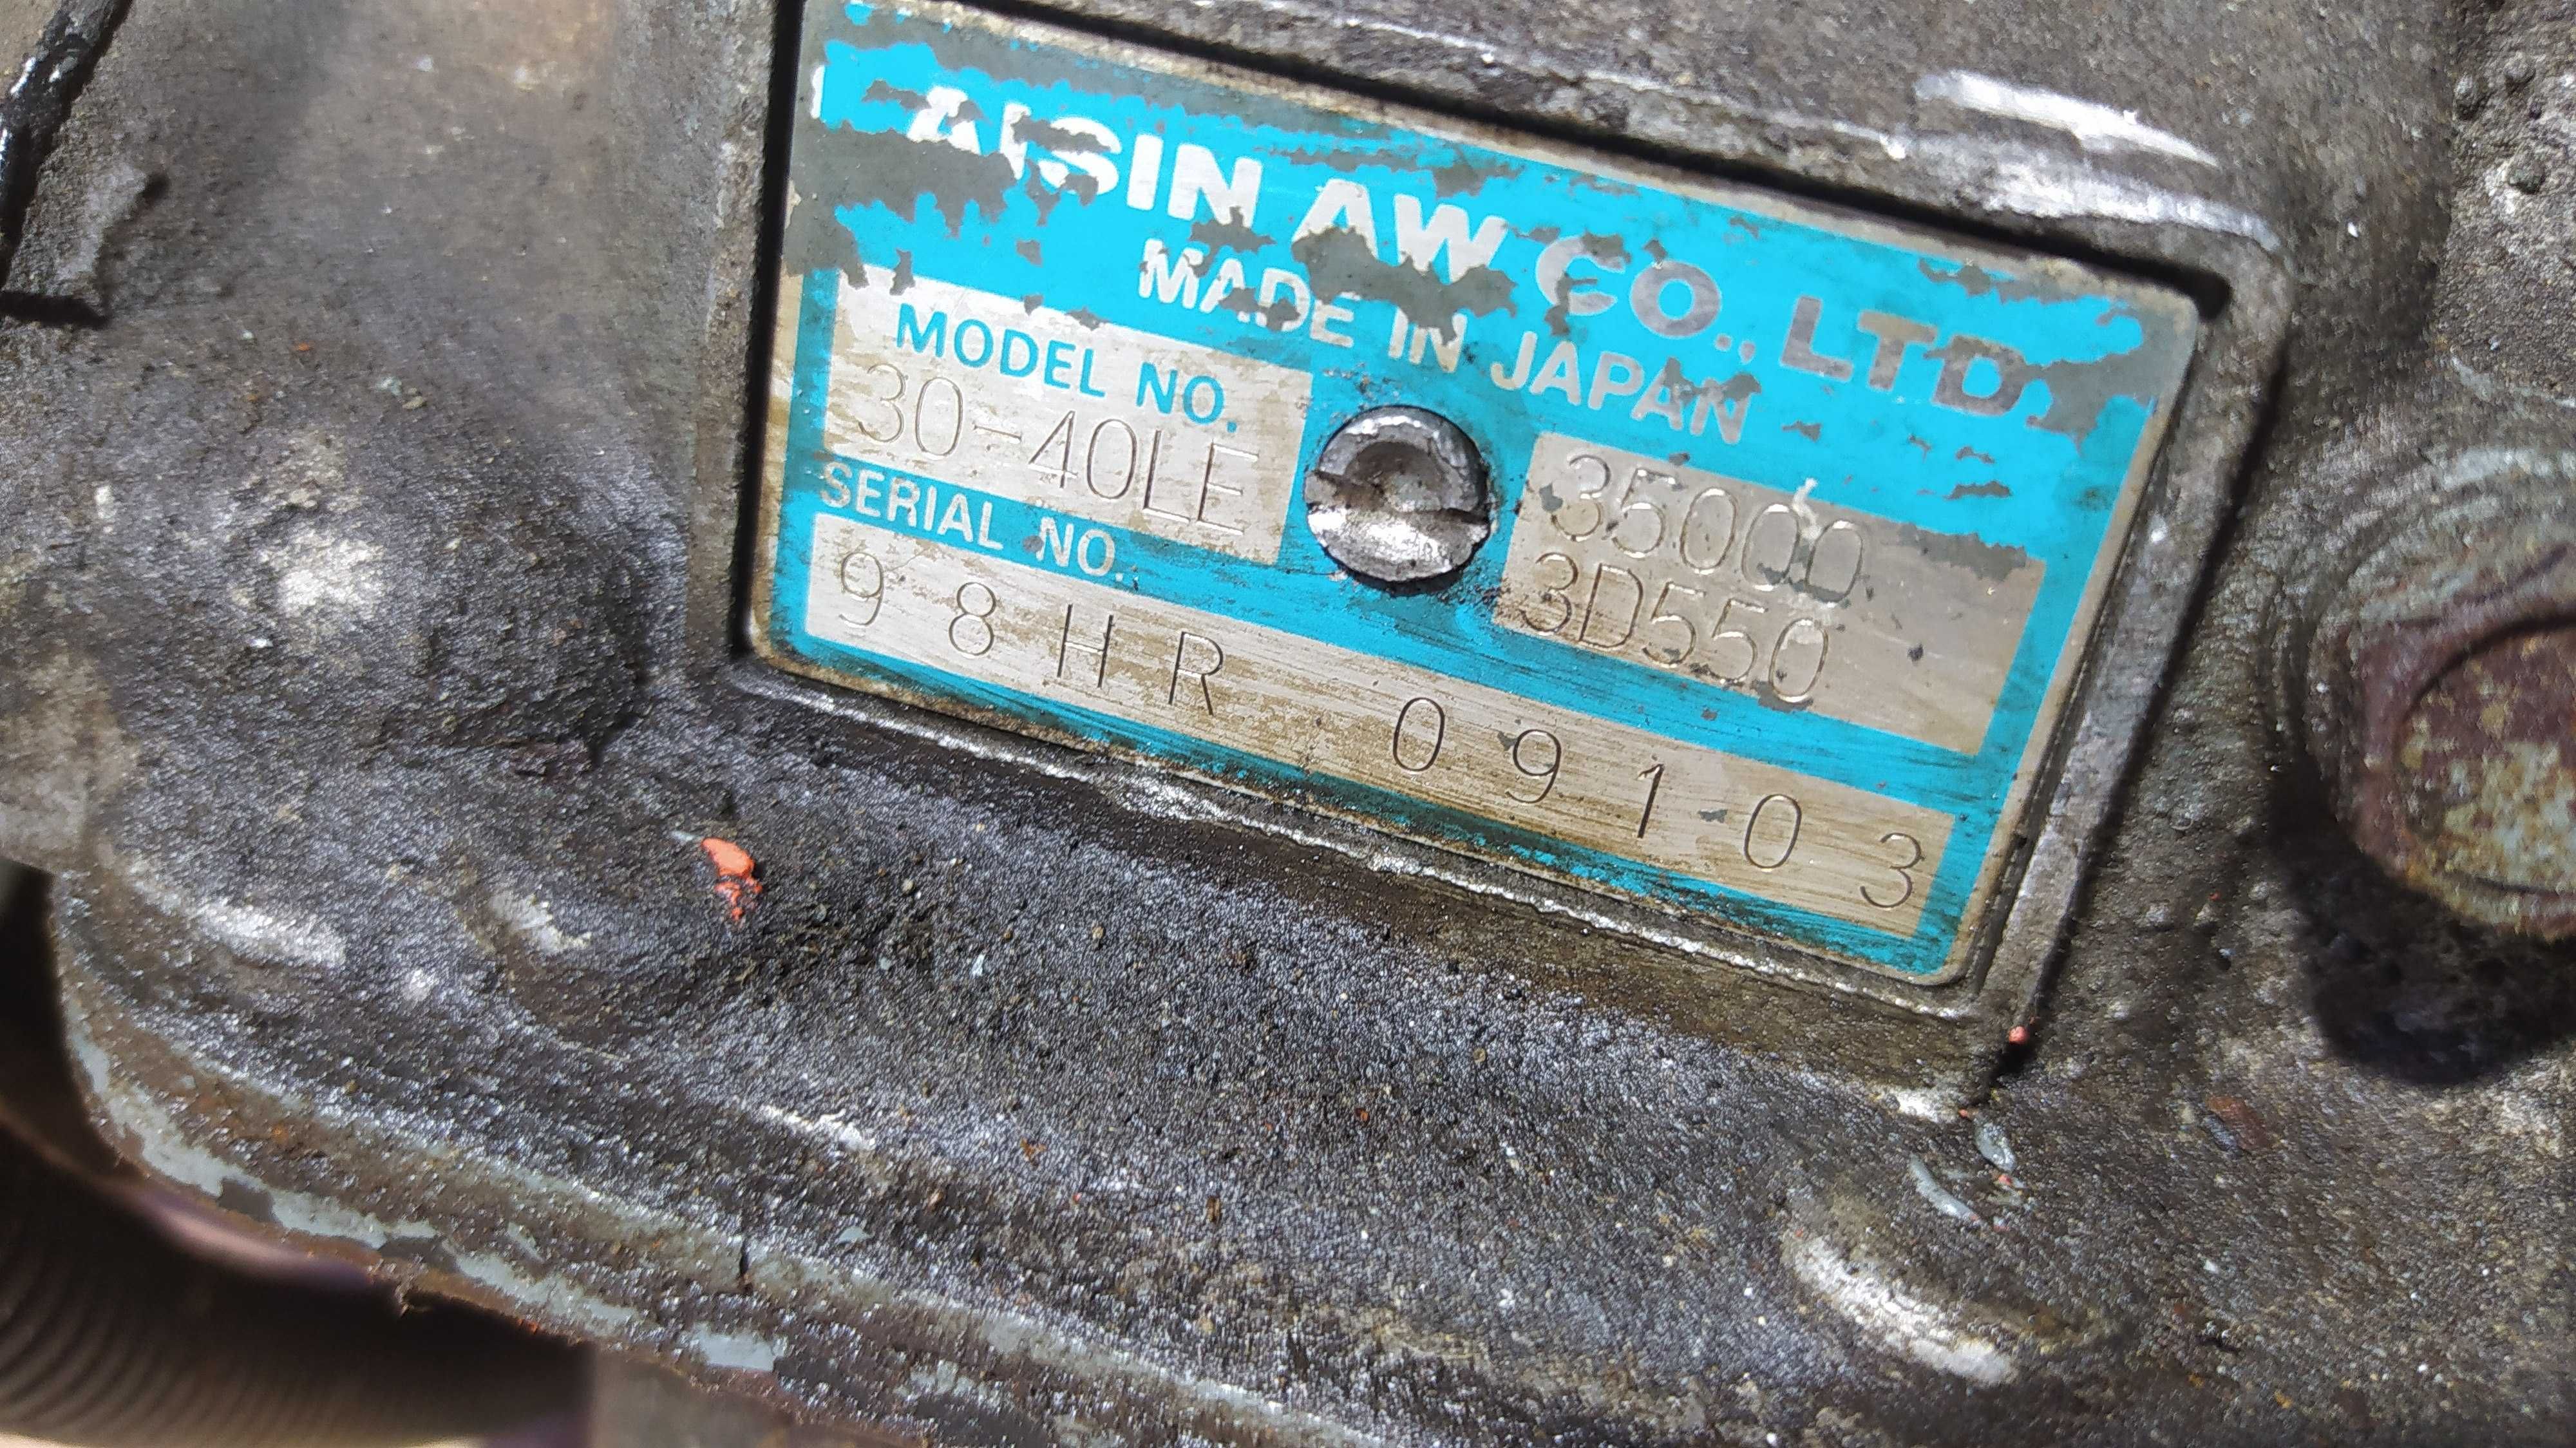 AISIN AW CO., LTD.
MADE IN JAPAN
MODEL NO.
30-40LE
35000
3D550
SERIAL NO.
98HR 09103